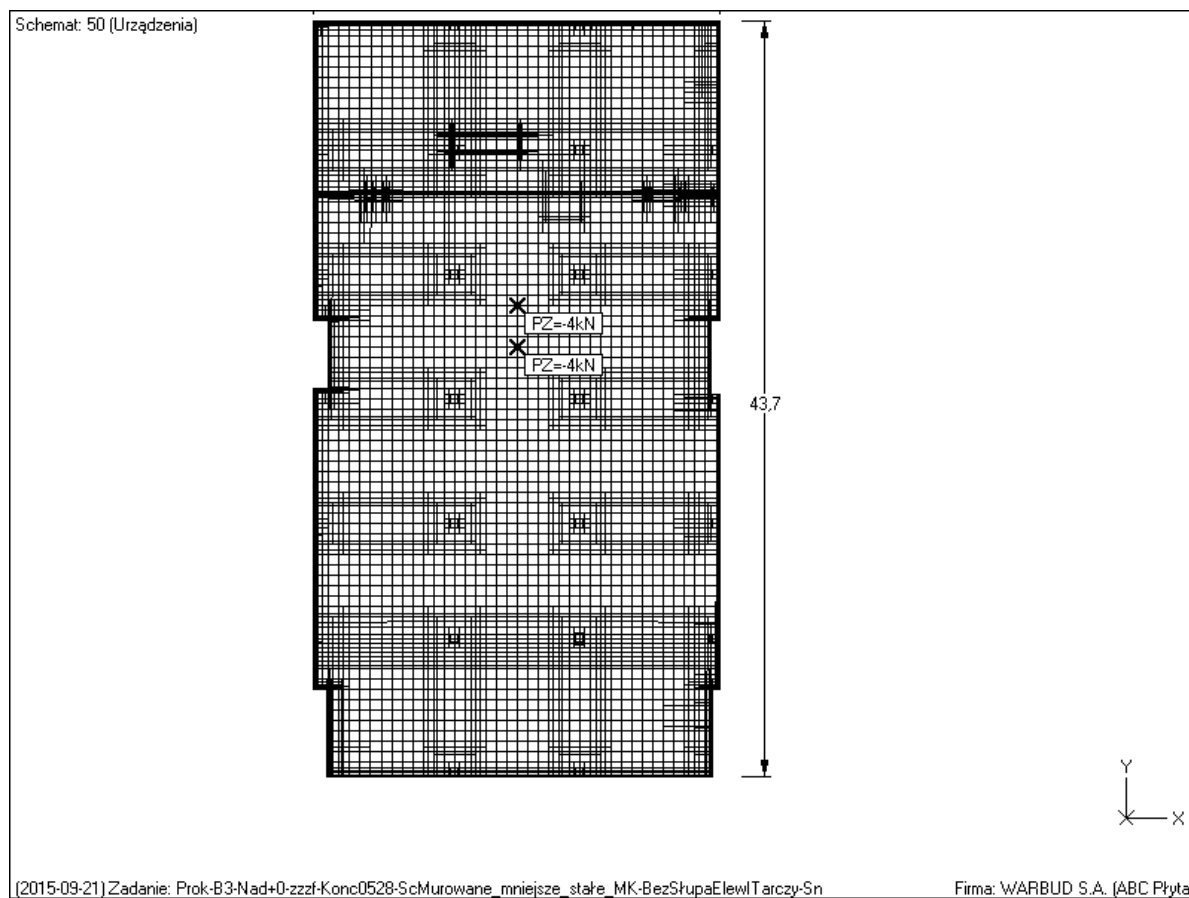 Schemat: 50 (Urządzenia)
PZ=-4kN
PZ=-4kN
43,7
Y
X
(2015-09-21) Zadanie: Prok-B3-Nad+0-zzzf-Konc0528-ScMurowane_mniejsze_stałe_MK-BezSłupaElewITarczy-Sn
Firma: WARBUD S.A. (ABC Płyta